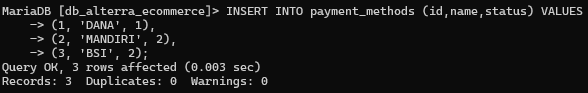 MariaDB [db_alterra_ecommerce]> INSERT INTO payment_methods (id,name,status) VALUES
    -> (1, 'DANA', 1),
    -> (2, 'MANDIRI', 2),
    -> (3, 'BSI', 2);
Query OK, 3 rows affected (0.003 sec)
Records: 3  Duplicates: 0  Warnings: 0